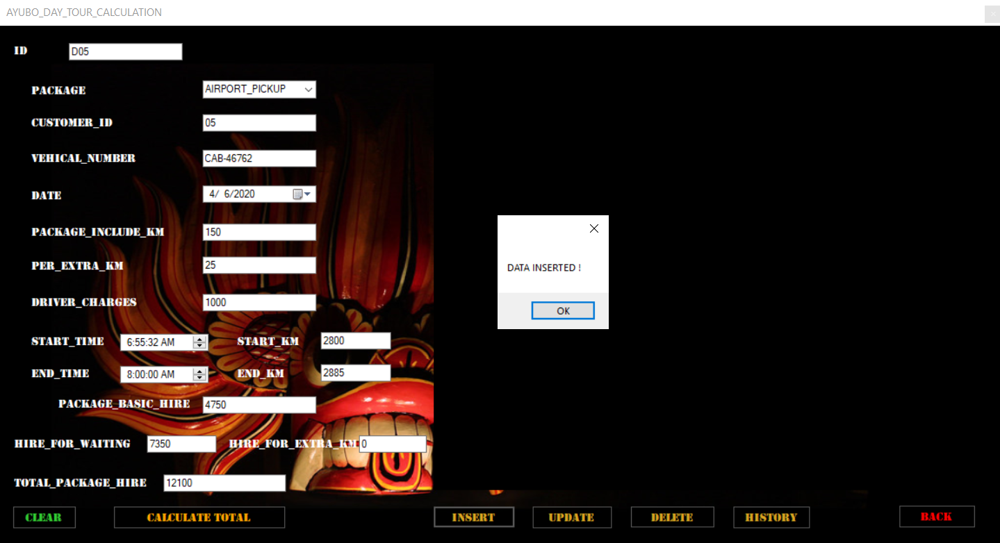 AYUBO_DAY_TOUR_CALCULATION
ID D05
PACKAGE AIRPORT_PICKUP
CUSTOMER_ID 05
VEHICAL_NUMBER CAB-46762
DATE 4/ 6/2020
PACKAGE_INCLUDE_KM 150
PER_EXTRA_KM 25
DRIVER_CHARGES 1000
START_TIME 6:55:32 AM START_KM 2800
END_TIME 8:00:00 AM END_KM 2885
PACKAGE_BASIC_HIRE 4750
HIRE_FOR_WAITING 7350 HIRE_FOR_EXTRA_KM 0
TOTAL_PACKAGE_HIRE 12100
CLEAR CALCULATE TOTAL INSERT UPDATE DELETE HISTORY BACK
DATA INSERTED !
OK